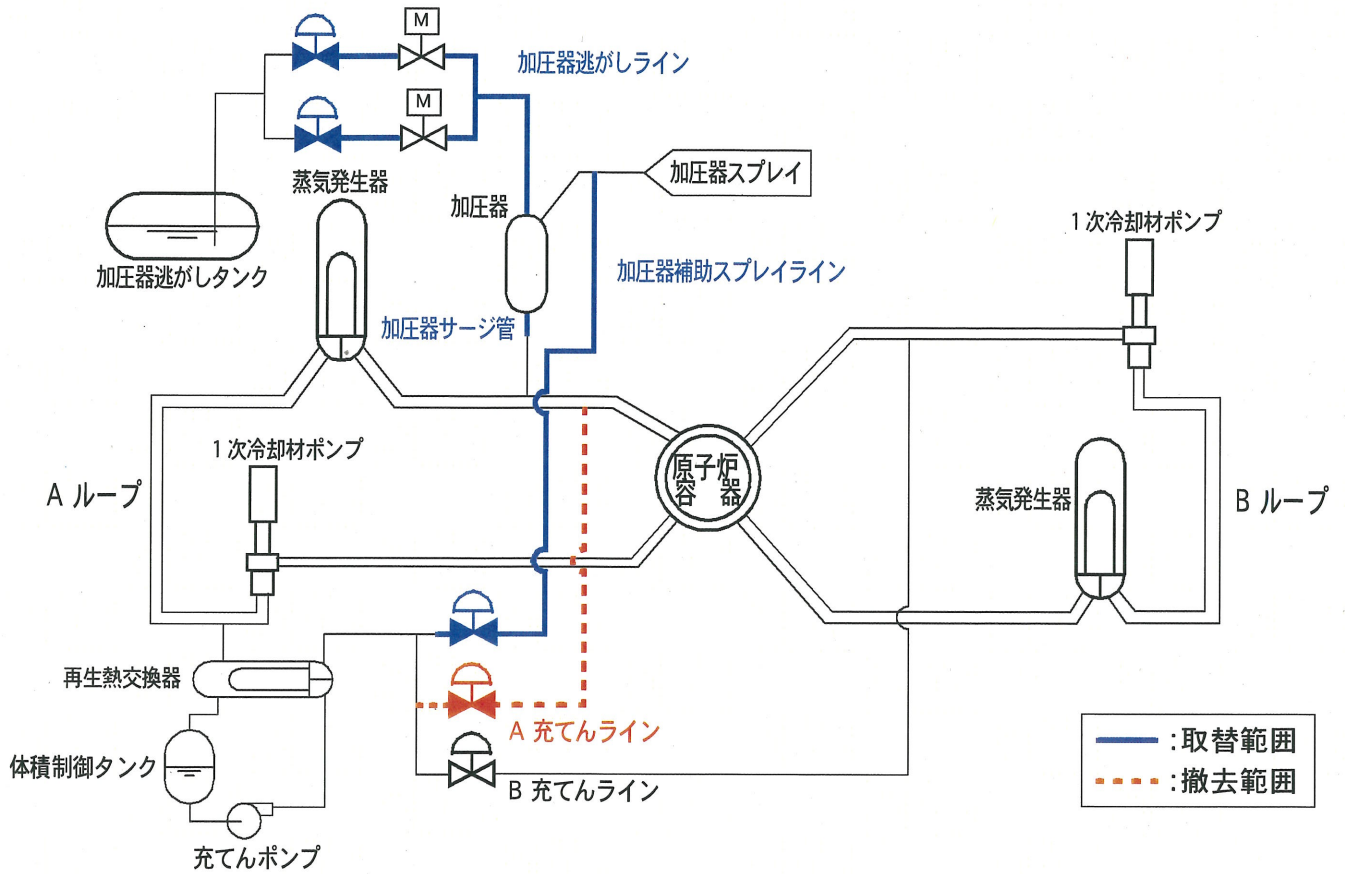 M
加圧器逃がしライン
M
加圧器スプレイ
蒸気発生器
加圧器
1次冷却材ポンプ
加圧器逃がしタンク
加圧器補助スプレイライン
加圧器サージ管
1次冷却材ポンプ
原子炉
容器
A ループ
蒸気発生器
B ループ
再生熱交換器
A 充てんライン
:取替範囲
体積制御タンク
:撤去範囲
B 充てんライン
充てんポンプ